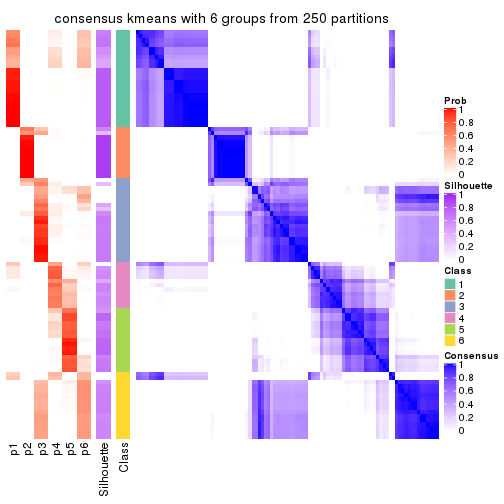 consensus kmeans with 6 groups from 250 partitions
Prob
1
0.8
0.6
0.4
0.2
0
Silhouette
1
0.8
0.6
0.4
0.2
0
Class
1
2
3
4
5
6
Consensus
1
0.8
0.6
0.4
0.2
0
p1
p2
p3
p4
p5
p6
Silhouette
Class